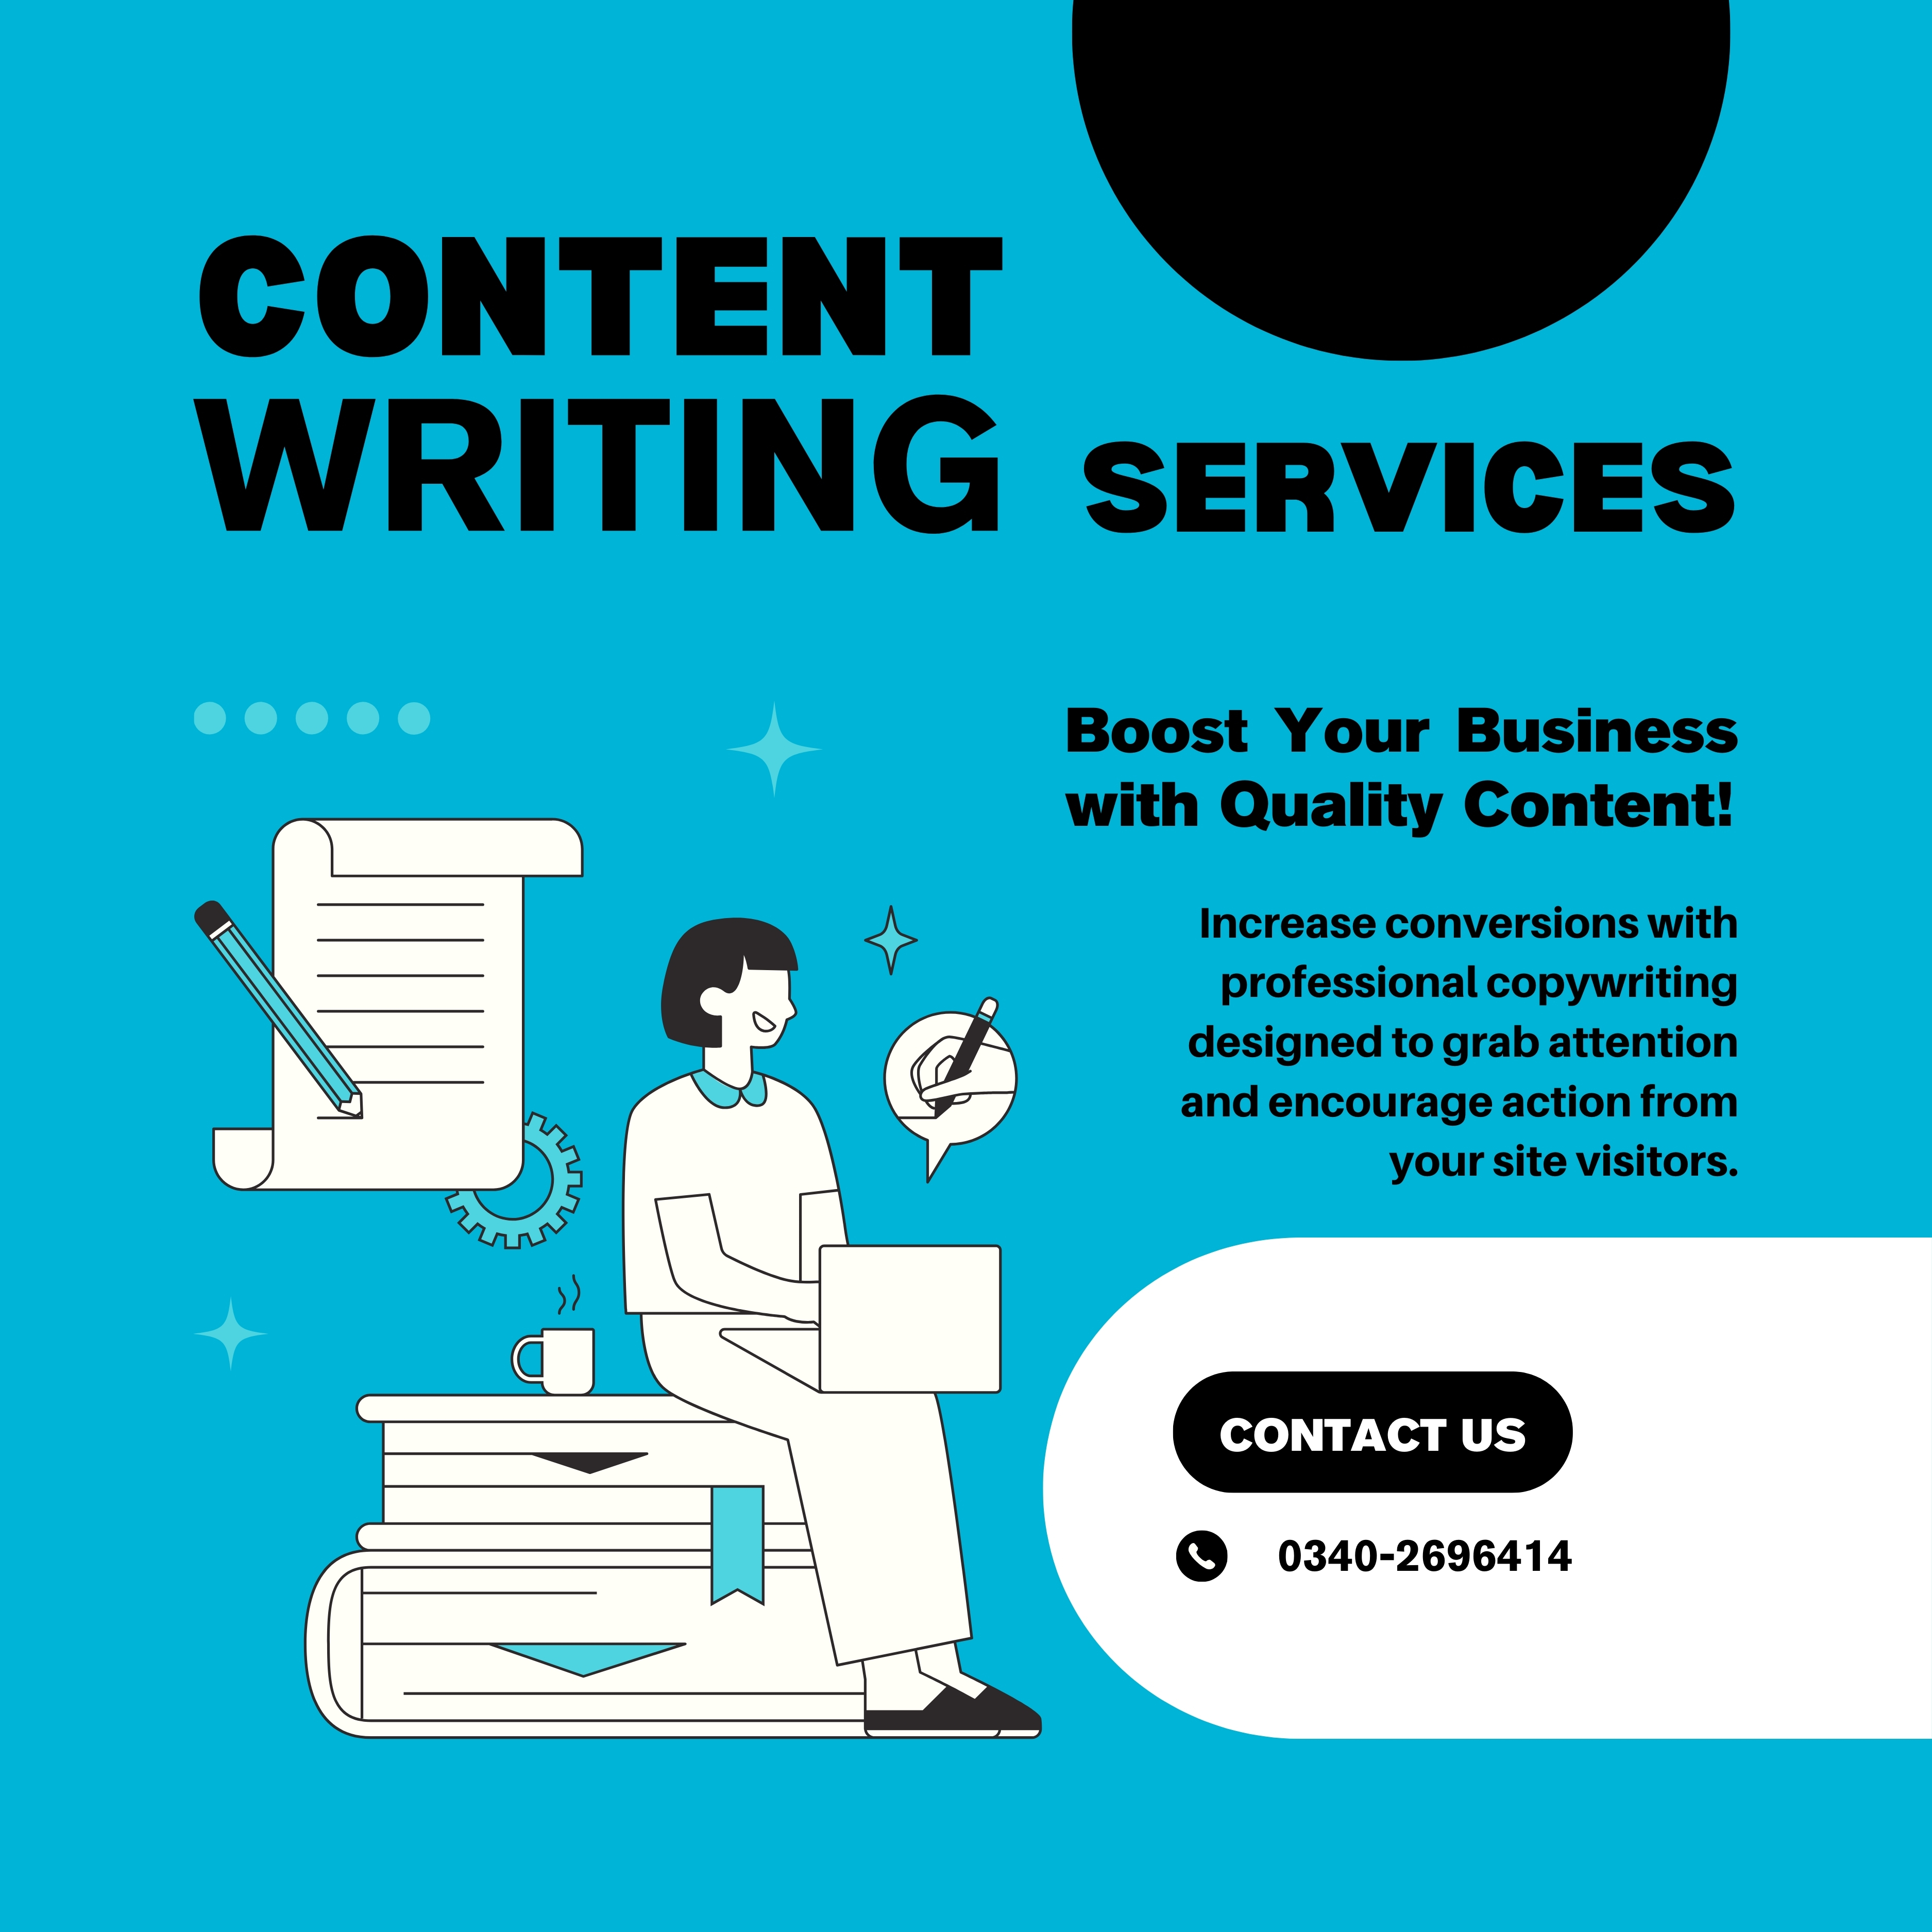 CONTENT
WRITING
SERVICES
Boost Your Business
with Quality Content!
Increase conversions with
professional copywriting
designed to grab attention
and encourage action from
your site visitors.
CONTACT US
0340-2696414